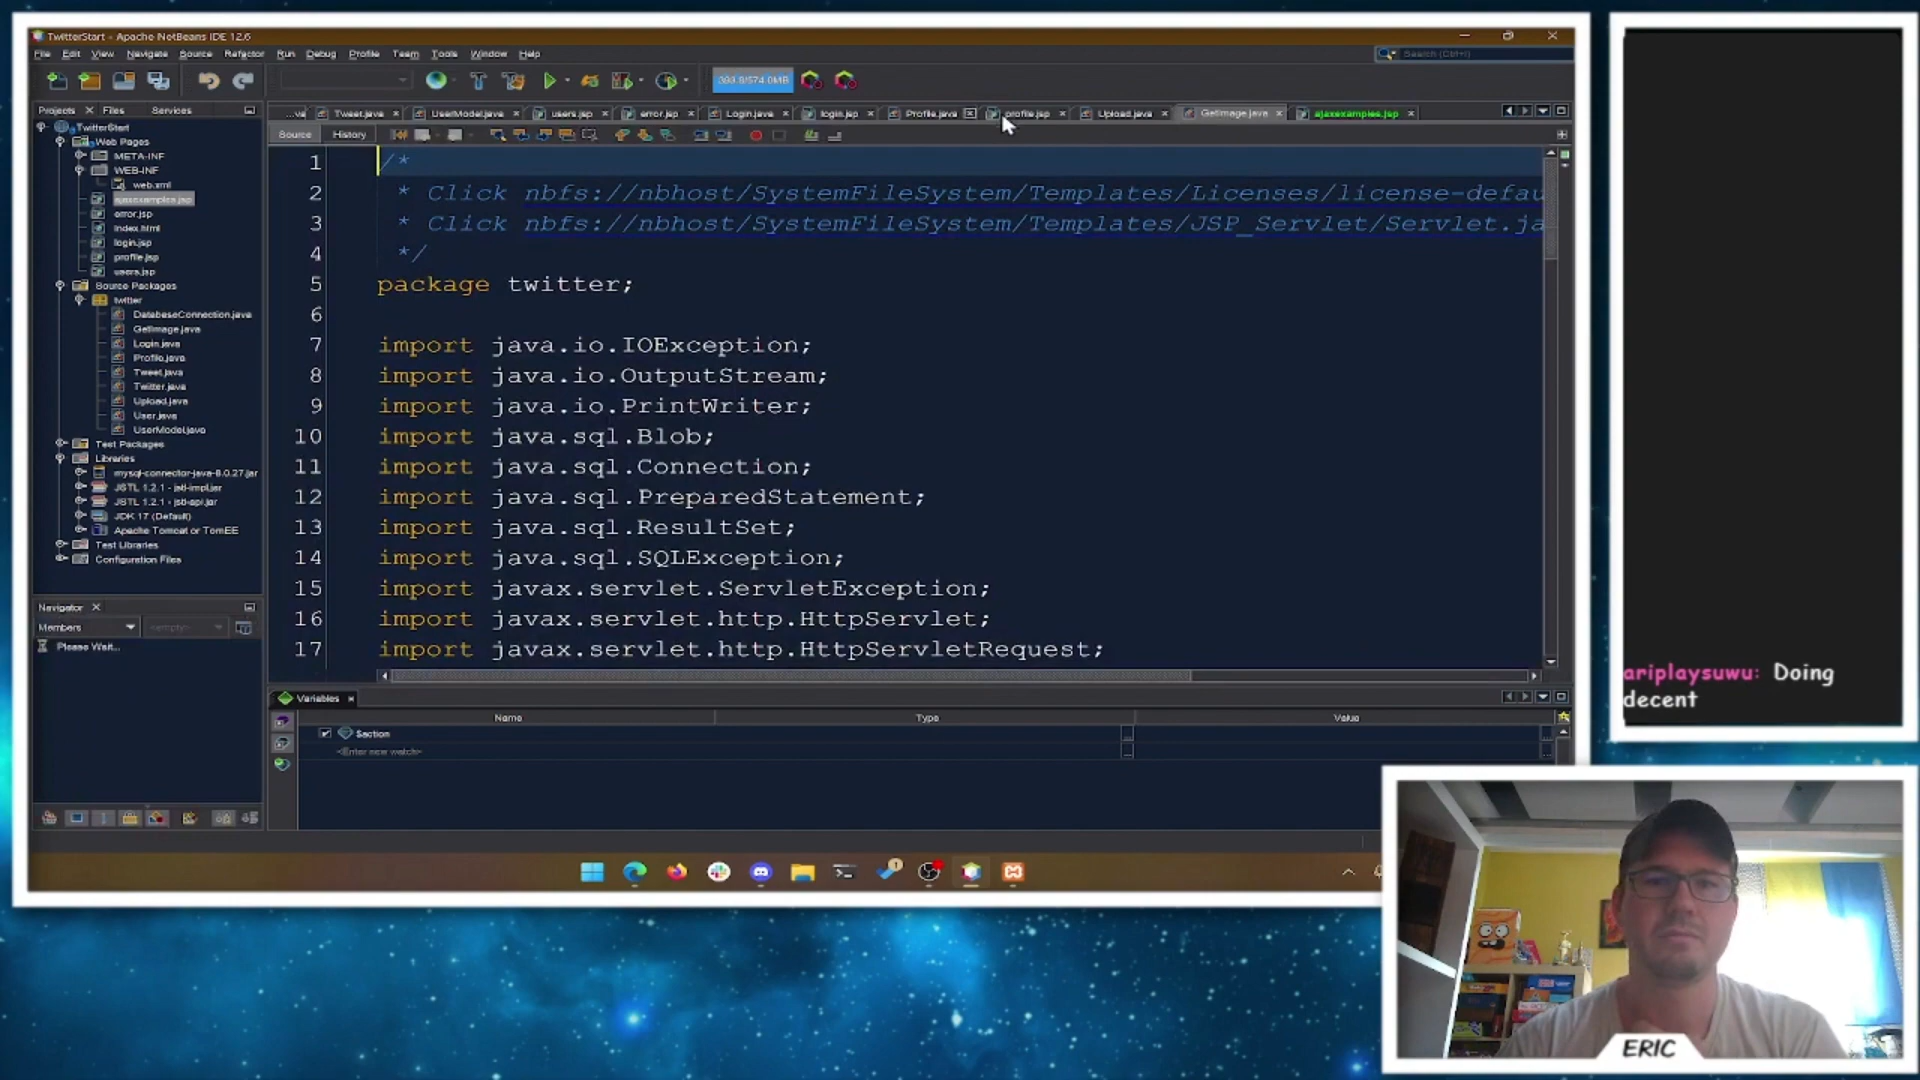 TwitterStart - Apache NetBeans IDE 12.6
File Edit View Navigate Source Refactor Run Debug Profile Team Tools Window Help
Search (Ctrl+I)
Projects Files Services
Tweet.java UserModel.java users.jsp error.jsp Login.java login.jsp Profile.java profile.jsp Upload.java GetImage.java ajaxexamples.jsp
Source History
TwitterStart
Web Pages
META-INF
WEB-INF
web.xml
ajaxexamples.jsp
error.jsp
index.html
login.jsp
profile.jsp
users.jsp
Source Packages
twitter
DatabaseConnection.java
GetImage.java
Login.java
Profile.java
Tweet.java
Twitter.java
Upload.java
User.java
UserModel.java
Test Packages
Libraries
mysql-connector-java-8.0.27.jar
JSTL 1.2.1 - jstl-impl.jar
JSTL 1.2.1 - jstl-api.jar
JDK 17 (Default)
Apache Tomcat or TomEE
Test Libraries
Configuration Files
Navigator
Members
Please Wait...
1 /*
2 * Click nbfs://nbhost/SystemFileSystem/Templates/Licenses/license-defau
3 * Click nbfs://nbhost/SystemFileSystem/Templates/JSP_Servlet/Servlet.ja
4 */
5 package twitter;
6
7 import java.io.IOException;
8 import java.io.OutputStream;
9 import java.io.PrintWriter;
10 import java.sql.Blob;
11 import java.sql.Connection;
12 import java.sql.PreparedStatement;
13 import java.sql.ResultSet;
14 import java.sql.SQLException;
15 import javax.servlet.ServletException;
16 import javax.servlet.http.HttpServlet;
17 import javax.servlet.http.HttpServletRequest;
Variables
Name Type Value
$action
<Enter new watch>
ariplaysuwu: Doing
decent
ERIC